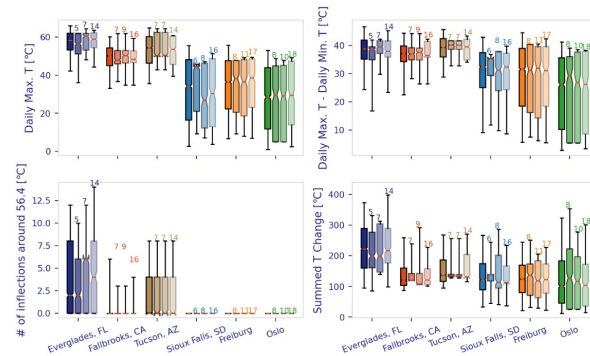 Daily Max. T [°C]
60
40
20
0
5 7 14
7 9 16
7 7 14
6 8 16
8 11 17
8 10 18
Daily Max. T - Daily Min. T [°C]
40
30
20
10
5 7 14
7 9 16
7 7 14
6 8 16
8 11 17
8 10 18
# of inflections around 56.4 [°C]
12.5
10.0
7.5
5.0
2.5
0.0
5 7 14
7 9 16
7 7 14
6 8 16
8 11 17
8 10 18
Everglades, FL
Fallbrooks, CA
Tucson, AZ
Sioux Falls, SD
Freiburg
Oslo
Summed T Change [°C]
400
300
200
100
0
5 7 14
7 9 16
7 7 14
6 8 16
8 11 17
8 10 18
Everglades, FL
Fallbrooks, CA
Tucson, AZ
Sioux Falls, SD
Freiburg
Oslo